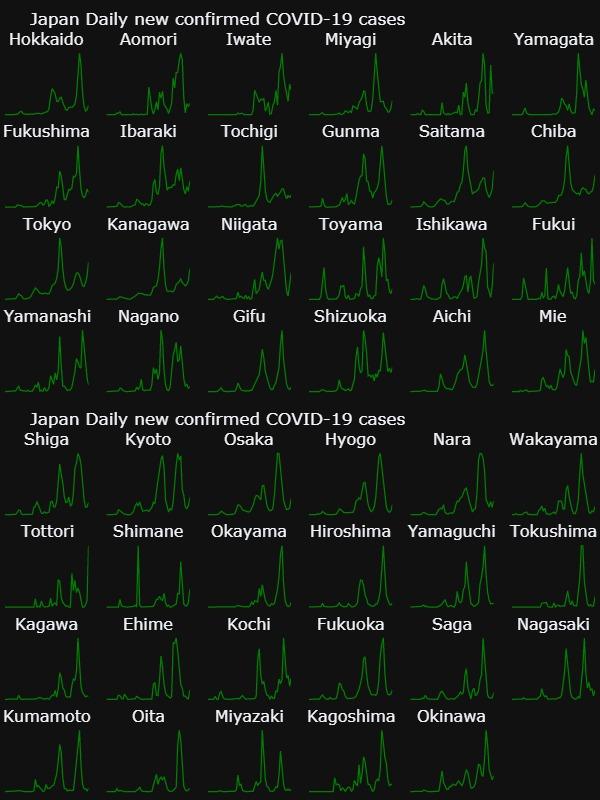 Japan Daily new confirmed COVID-19 cases
Hokkaido Aomori Iwate Miyagi Akita Yamagata
Fukushima Ibaraki Tochigi Gunma Saitama Chiba
Tokyo Kanagawa Niigata Toyama Ishikawa Fukui
Yamanashi Nagano Gifu Shizuoka Aichi Mie
Japan Daily new confirmed COVID-19 cases
Shiga Kyoto Osaka Hyogo Nara Wakayama
Tottori Shimane Okayama Hiroshima Yamaguchi Tokushima
Kagawa Ehime Kochi Fukuoka Saga Nagasaki
Kumamoto Oita Miyazaki Kagoshima Okinawa